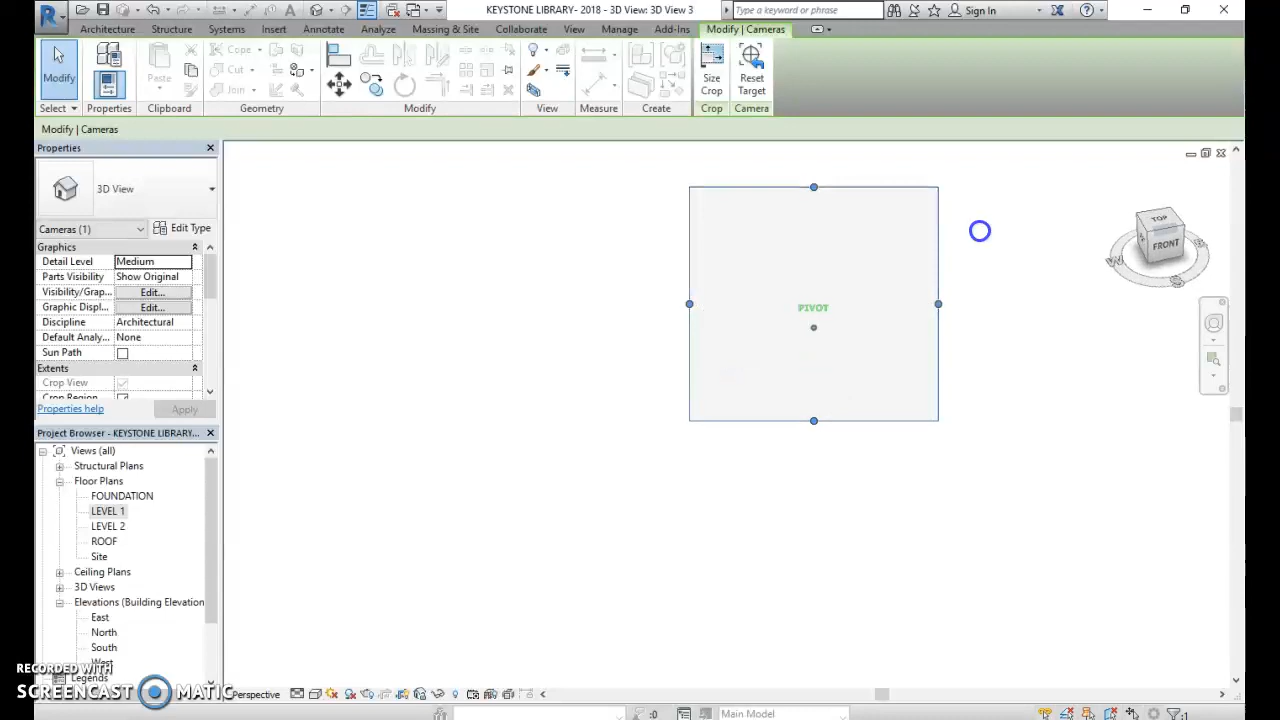 KEYSTONE LIBRARY- 2018 - 3D View: 3D View 3
Type a keyword or phrase
Sign In
Architecture Structure Systems Insert Annotate Analyze Massing & Site Collaborate View Manage Add-Ins Modify | Cameras
Modify
Paste
Cope
Cut
Join
Size
Crop
Reset
Target
Select Properties Clipboard Geometry Modify View Measure Create Crop Camera
Modify | Cameras
Properties
3D View
Cameras (1)
Edit Type
Graphics
Detail Level Medium
Parts Visibility Show Original
Visibility/Grap... Edit...
Graphic Displ... Edit...
Discipline Architectural
Default Analy... None
Sun Path
Extents
Crop View
Crop Region
Properties help
Apply
Project Browser - KEYSTONE LIBRARY...
Views (all)
Structural Plans
Floor Plans
FOUNDATION
LEVEL 1
LEVEL 2
ROOF
Site
Ceiling Plans
3D Views
Elevations (Building Elevation
East
North
South
West
Legends
PIVOT
TOP
FRONT
W
S
RECORDED WITH
SCREENCAST MATIC
Perspective
:0
Main Model
:1